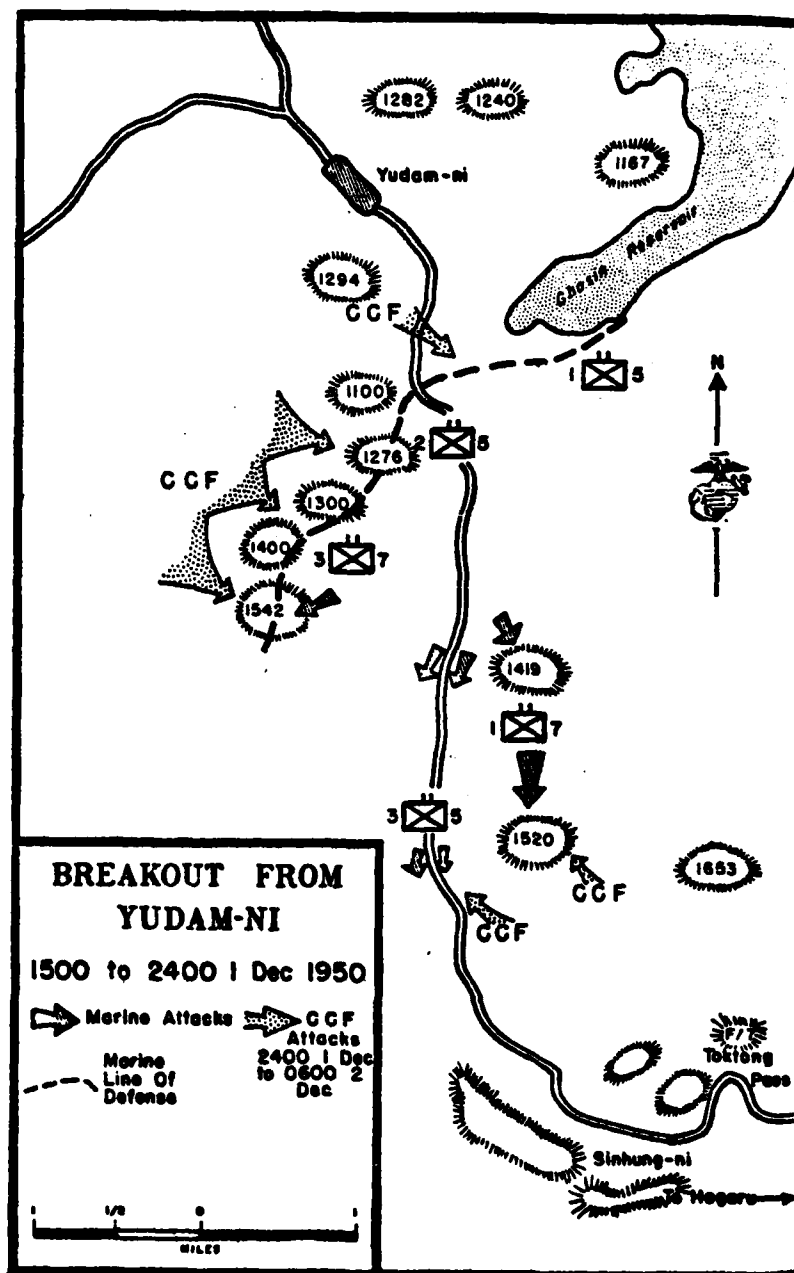 1282
1240
1167
Yudam-ni
Chosin Reservoir
1294
CCF
1 5
N
1100
2 5
1276
CCF
1300
1400
3 7
1542
1419
1 7
3 5
1520
1653
CCF
CCF
F/7
Toktong
Pass
Sinhung-ni
To Hagaru
BREAKOUT FROM
YUDAM-NI
1500 to 2400 1 Dec 1950
Marine Attacks
CCF
Attacks
2400 1 Dec
to 0600 2
Dec
Marine
Line Of
Defense
1 1/2 0 1
MILES